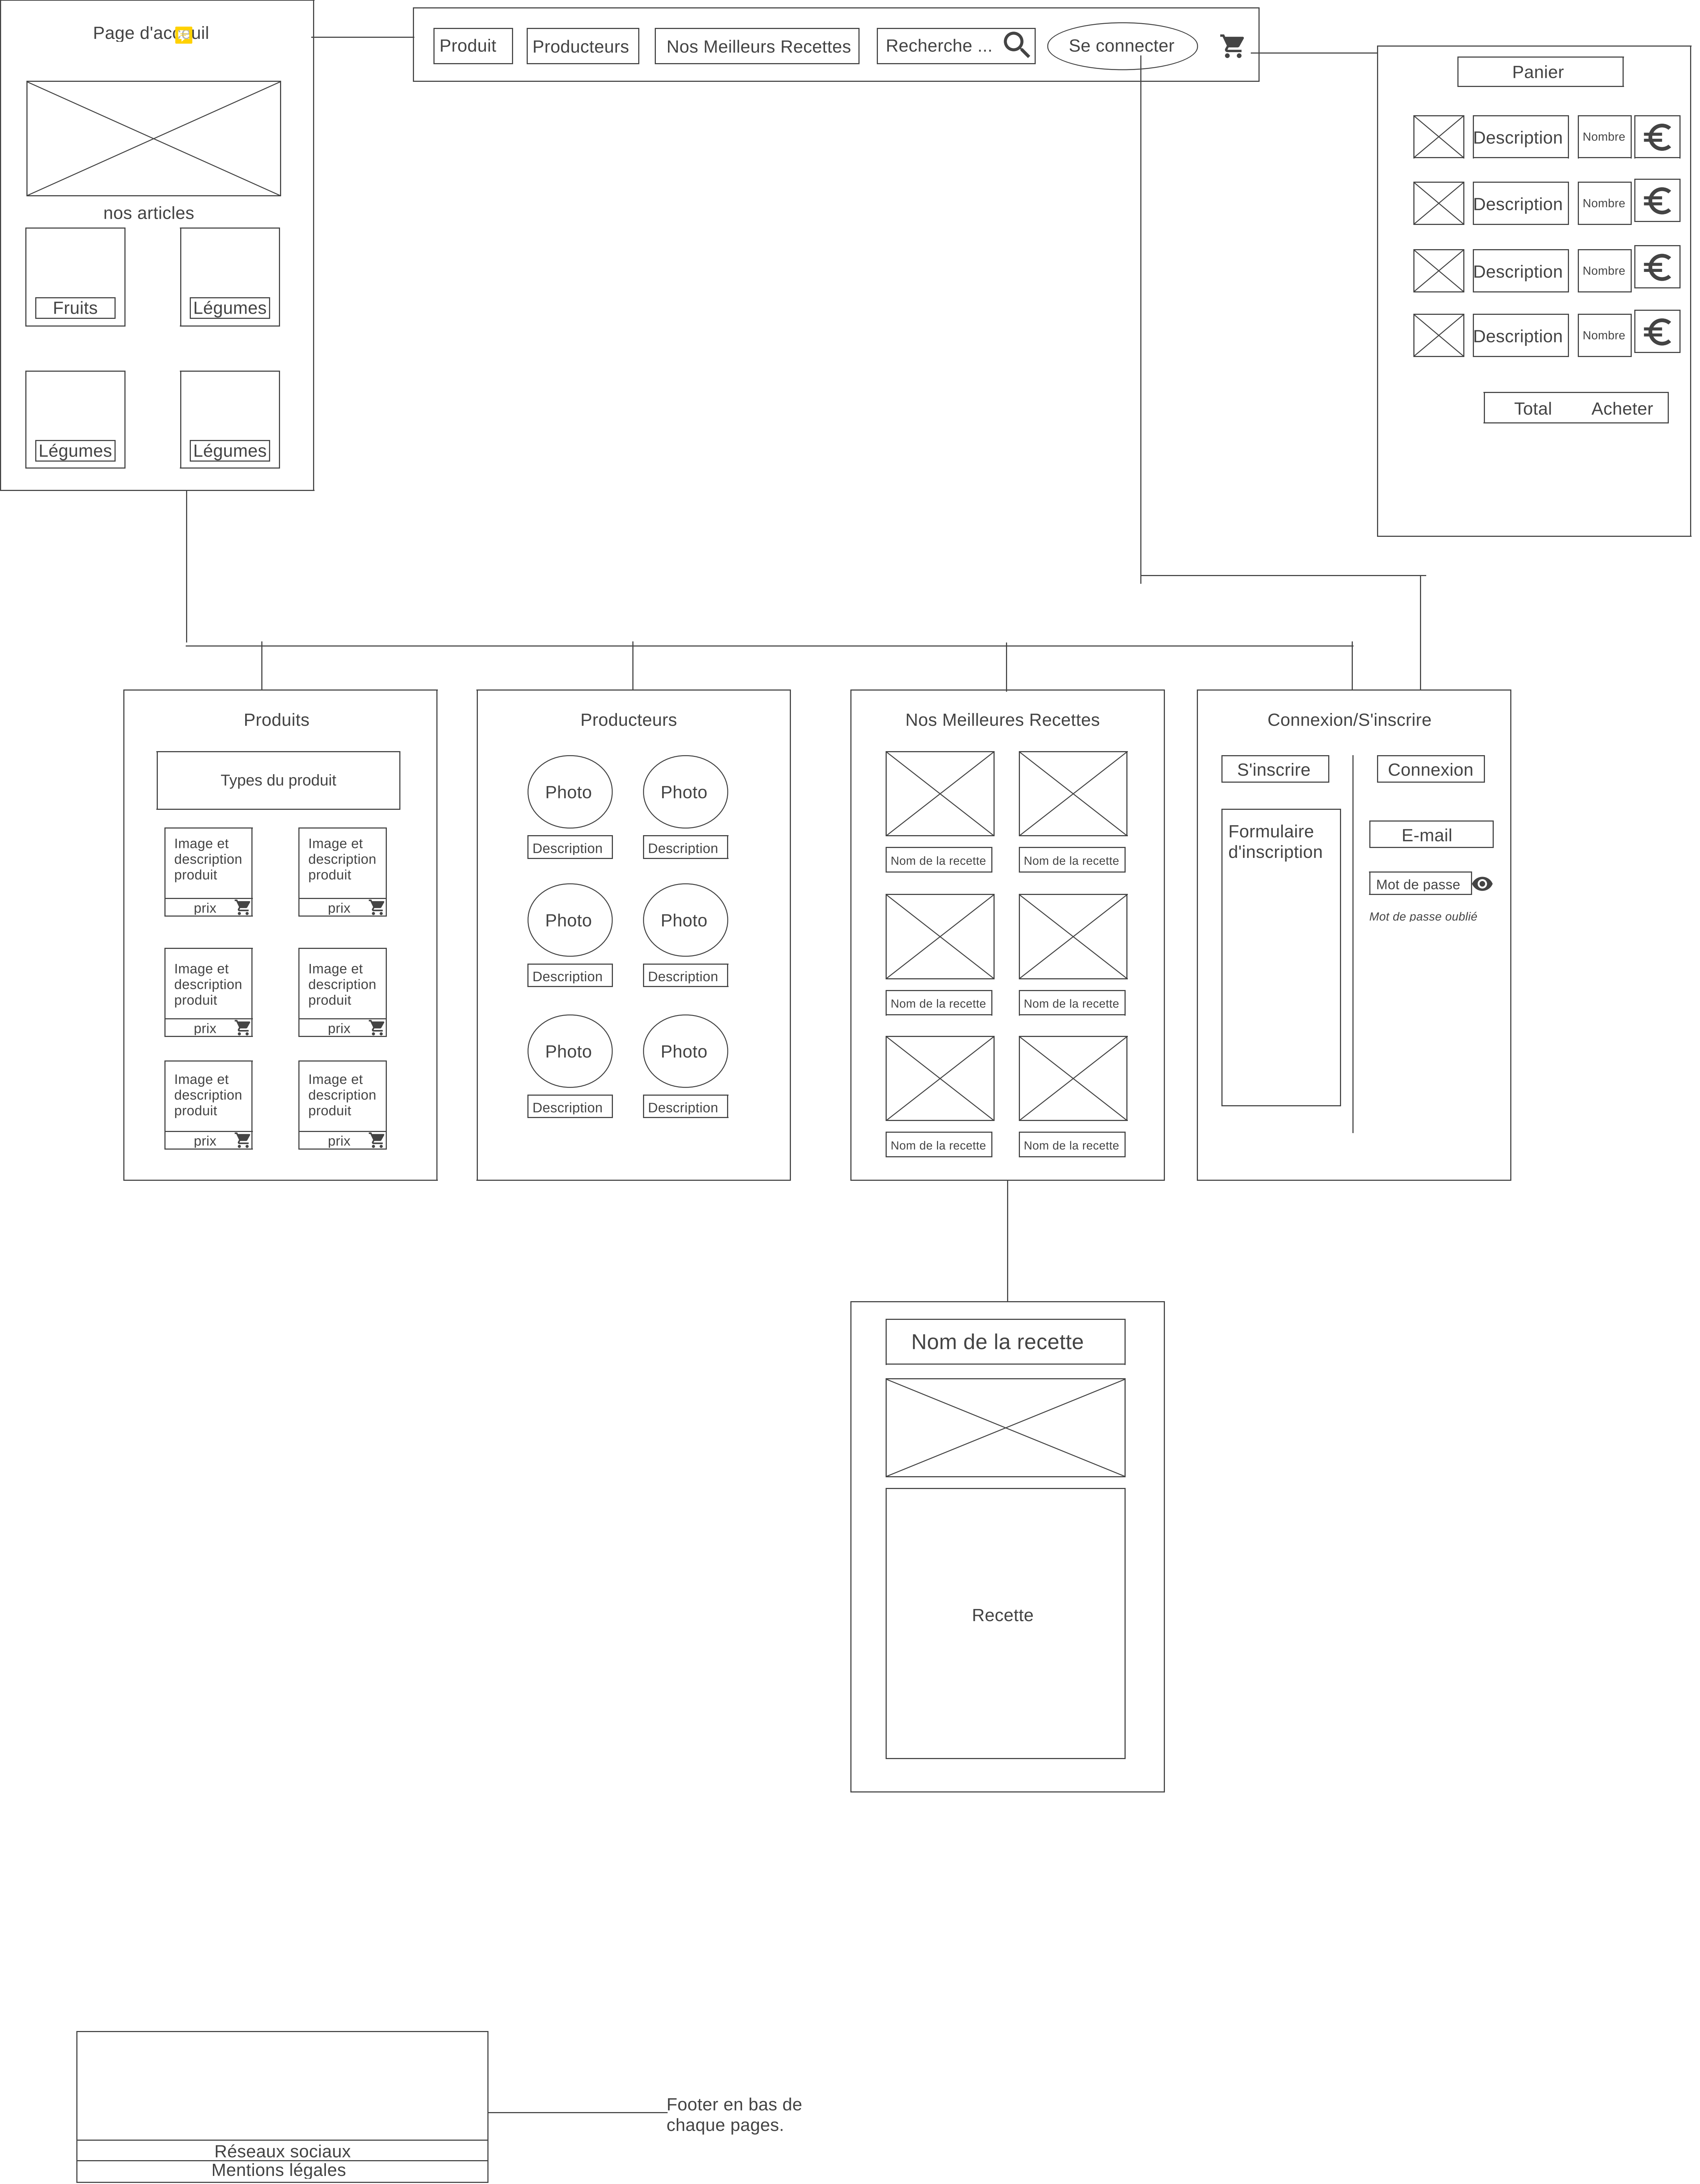 Page d'acceuil
Produit
Producteurs
Nos Meilleurs Recettes
Recherche ...
Se connecter
Panier
Description
Nombre
€
Description
Nombre
€
Description
Nombre
€
Description
Nombre
€
Total Acheter
nos articles
Fruits
Légumes
Légumes
Légumes
Produits
Types du produit
Image et
description
produit
prix
Image et
description
produit
prix
Image et
description
produit
prix
Image et
description
produit
prix
Image et
description
produit
prix
Image et
description
produit
prix
Producteurs
Photo
Photo
Description
Description
Photo
Photo
Description
Description
Photo
Photo
Description
Description
Nos Meilleures Recettes
Nom de la recette
Nom de la recette
Nom de la recette
Nom de la recette
Nom de la recette
Nom de la recette
Connexion/S'inscrire
S'inscrire
Formulaire
d'inscription
Connexion
E-mail
Mot de passe
Mot de passe oublié
Nom de la recette
Recette
Footer en bas de
chaque pages.
Réseaux sociaux
Mentions légales